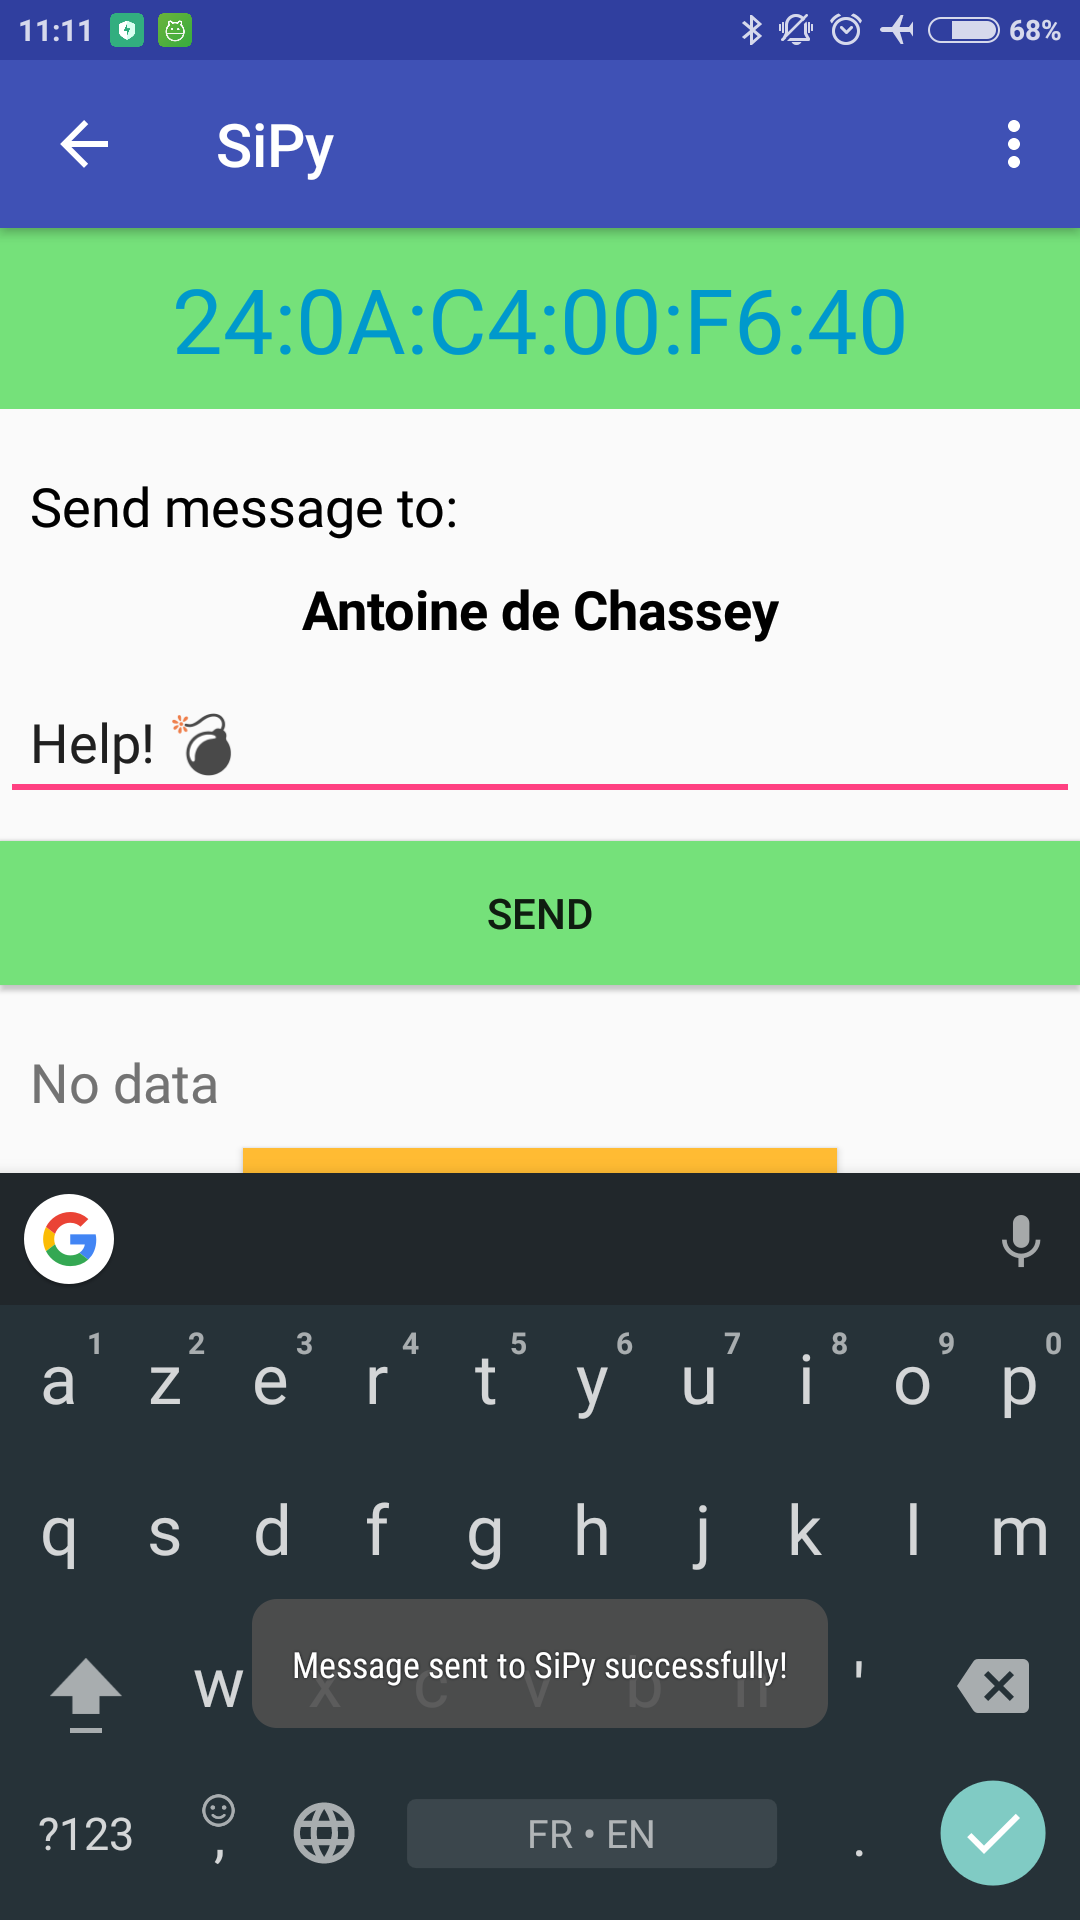 11:11 68%
SiPy
24:0A:C4:00:F6:40
Send message to:
Antoine de Chassey
Help! 💣
SEND
No data
1 2 3 4 5 6 7 8 9 0
a z e r t y u i o p
q s d f g h j k l m
w x c v b n '
Message sent to SiPy successfully!
?123 , FR • EN .